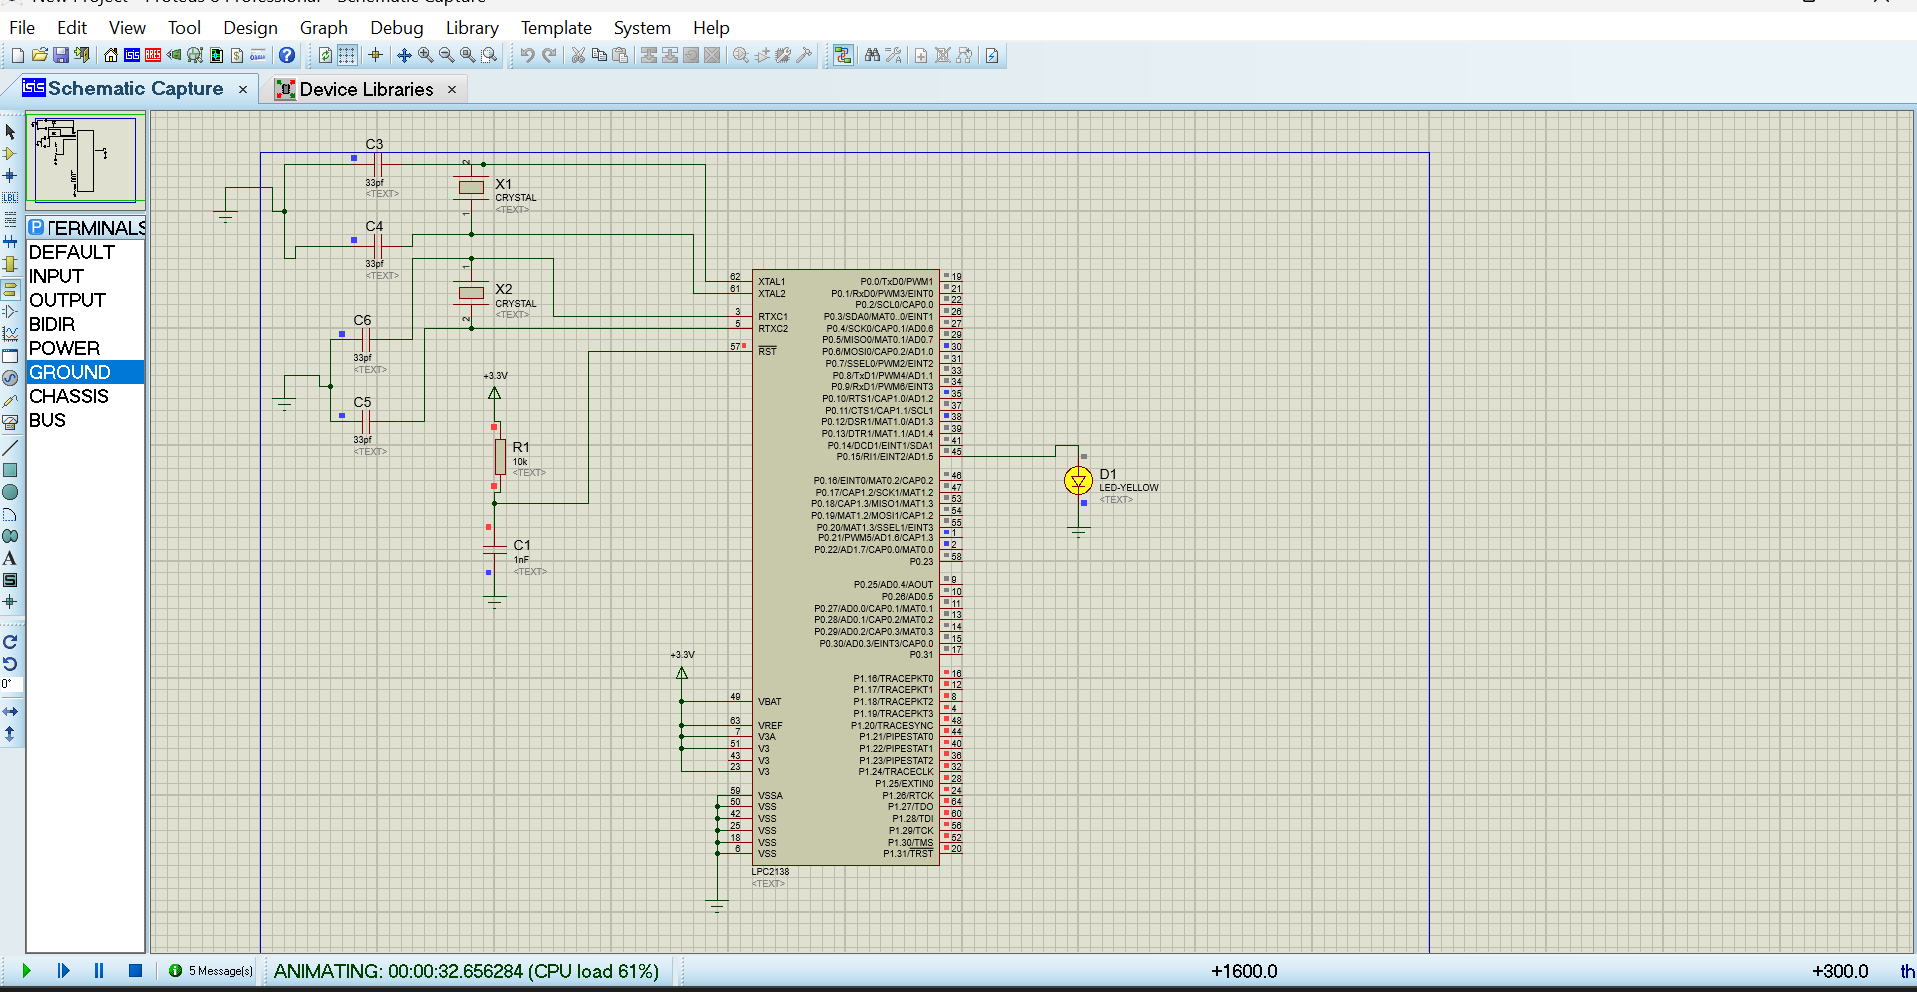 New Project - Proteus 8 Professional - Schematic Capture
File Edit View Tool Design Graph Debug Library Template System Help
Schematic Capture × Device Libraries ×
TERMINALS
DEFAULT
INPUT
OUTPUT
BIDIR
POWER
GROUND
CHASSIS
BUS
LBL
0°
C3
33pf
<TEXT>
2
X1
CRYSTAL
<TEXT>
1
C4
33pf
<TEXT>
1
X2
CRYSTAL
<TEXT>
2
C6
33pf
<TEXT>
C5
33pf
<TEXT>
+3.3V
R1
10k
<TEXT>
C1
1nF
<TEXT>
+3.3V
62 XTAL1
61 XTAL2
3 RTXC1
5 RTXC2
57 RST
49 VBAT
63 VREF
7 V3A
51 V3
43 V3
23 V3
59 VSSA
50 VSS
42 VSS
25 VSS
18 VSS
6 VSS
P0.0/TxD0/PWM1 19
P0.1/RxD0/PWM3/EINT0 21
P0.2/SCL0/CAP0.0 22
P0.3/SDA0/MAT0..0/EINT1 26
P0.4/SCK0/CAP0.1/AD0.6 27
P0.5/MISO0/MAT0.1/AD0.7 29
P0.6/MOSI0/CAP0.2/AD1.0 30
P0.7/SSEL0/PWM2/EINT2 31
P0.8/TxD1/PWM4/AD1.1 33
P0.9/RxD1/PWM6/EINT3 34
P0.10/RTS1/CAP1.0/AD1.2 35
P0.11/CTS1/CAP1.1/SCL1 37
P0.12/DSR1/MAT1.0/AD1.3 38
P0.13/DTR1/MAT1.1/AD1.4 39
P0.14/DCD1/EINT1/SDA1 41
P0.15/RI1/EINT2/AD1.5 45
P0.16/EINT0/MAT0.2/CAP0.2 46
P0.17/CAP1.2/SCK1/MAT1.2 47
P0.18/CAP1.3/MISO1/MAT1.3 53
P0.19/MAT1.2/MOSI1/CAP1.2 54
P0.20/MAT1.3/SSEL1/EINT3 55
P0.21/PWM5/AD1.6/CAP1.3 1
P0.22/AD1.7/CAP0.0/MAT0.0 2
P0.23 58
P0.25/AD0.4/AOUT 9
P0.26/AD0.5 10
P0.27/AD0.0/CAP0.1/MAT0.1 11
P0.28/AD0.1/CAP0.2/MAT0.2 13
P0.29/AD0.2/CAP0.3/MAT0.3 14
P0.30/AD0.3/EINT3/CAP0.0 15
P0.31 17
P1.16/TRACEPKT0 16
P1.17/TRACEPKT1 12
P1.18/TRACEPKT2 8
P1.19/TRACEPKT3 4
P1.20/TRACESYNC 48
P1.21/PIPESTAT0 44
P1.22/PIPESTAT1 40
P1.23/PIPESTAT2 36
P1.24/TRACECLK 32
P1.25/EXTIN0 28
P1.26/RTCK 24
P1.27/TDO 64
P1.28/TDI 60
P1.29/TCK 56
P1.30/TMS 52
P1.31/TRST 20
LPC2138
<TEXT>
D1
LED-YELLOW
<TEXT>
5 Message(s) ANIMATING: 00:00:32.656284 (CPU load 61%) +1600.0 +300.0 th